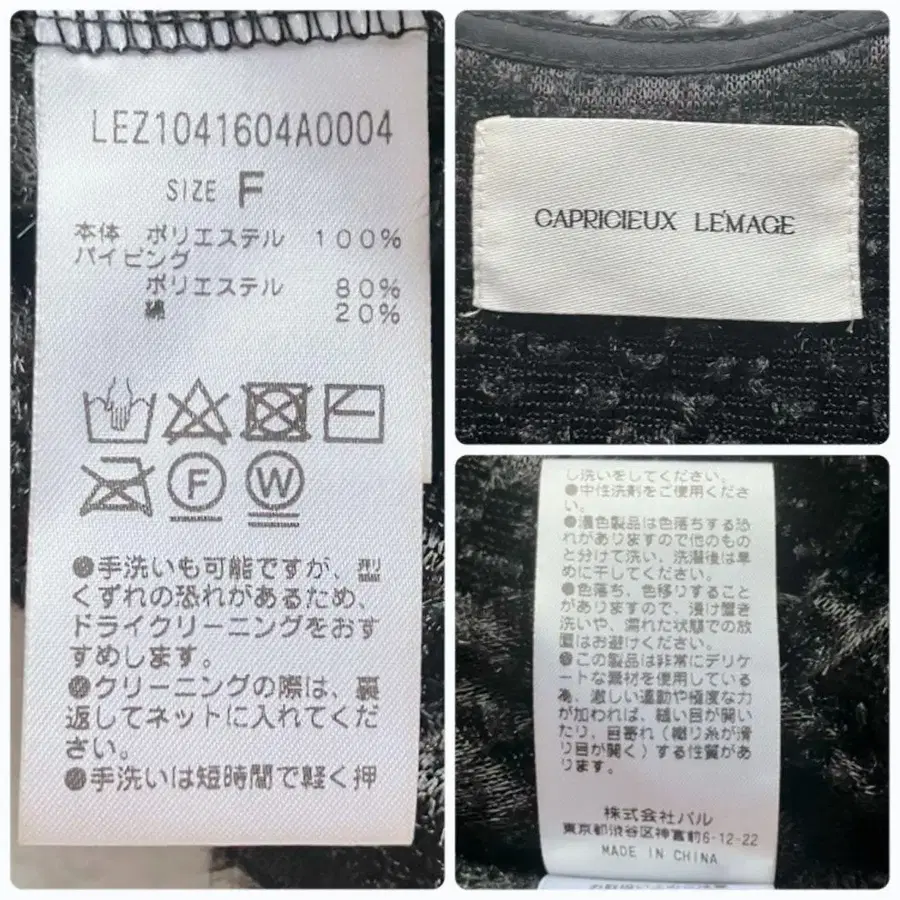 LEZ1041604A0004
SIZE F
本体 ポリエステル 100%
パイピング
ポリエステル 80%
綿 20%
F W
●手洗いも可能ですが、型
くずれの恐れがあるため、
ドライクリーニングをおす
すめします。
●クリーニングの際は、裏
返してネットに入れてくだ
さい。
●手洗いは短時間で軽く押
CAPRICIEUX LE'MAGE
し洗いをしてください。
●中性洗剤をご使用くださ
い。
●濃色製品は色落ちする恐
れがありますので他のもの
と分けて洗い、洗濯後は早
めに干してください。
●色落ち、色移りすること
がありますので、浸け置き
洗いや、濡れた状態での放
置はお避けください。
●この製品は非常にデリケ
ートな素材を使用している
為、激しい運動や極度な力
が加われば、縫い目が開い
たり、目寄れ（織り糸が滑
り目が開く）する性質があ
ります。
株式会社パル
東京都渋谷区神宮前6-12-22
MADE IN CHINA